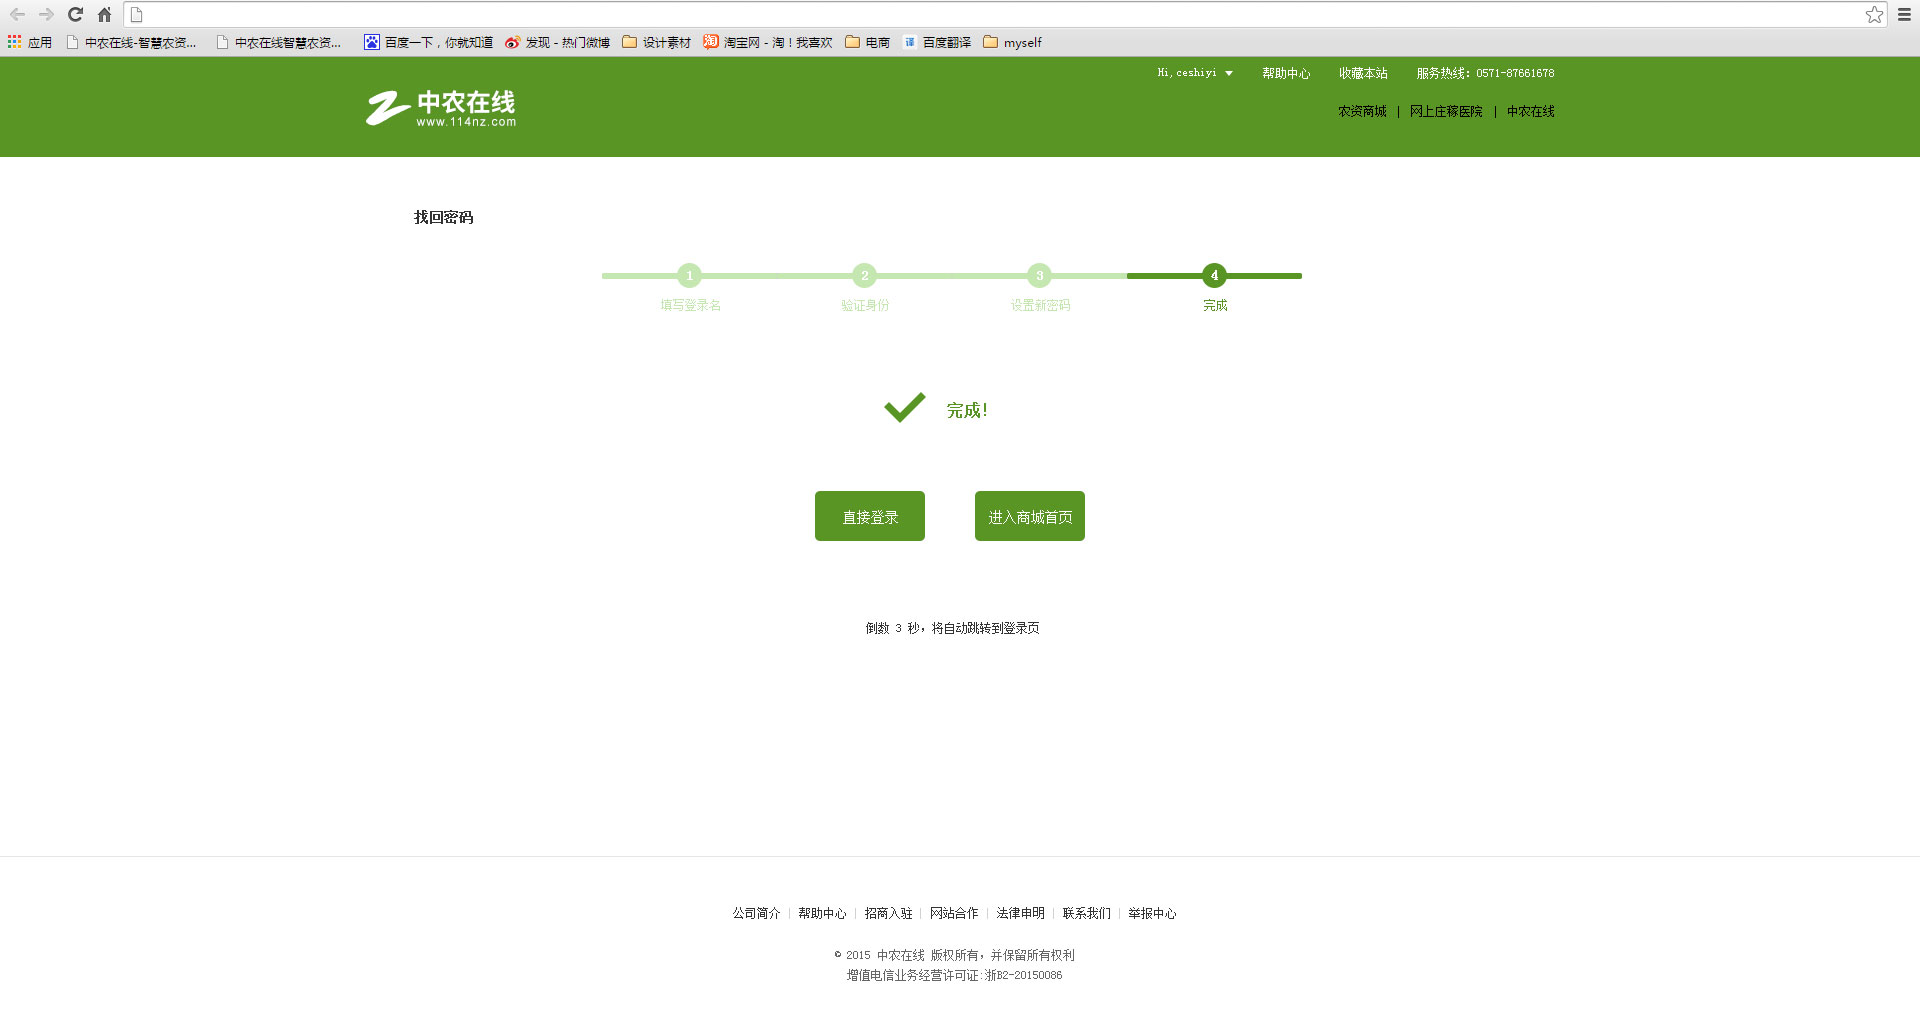 应用 中农在线-智慧农资... 中农在线智慧农资... 百度一下，你就知道 发现 - 热门微博 设计素材 淘宝网 - 淘！我喜欢 电商 百度翻译 myself
Hi,ceshiyi 帮助中心 收藏本站 服务热线：0571-87661678
中农在线
www.114nz.com
农资商城 | 网上庄稼医院 | 中农在线
找回密码
1 2 3 4
填写登录名 验证身份 设置新密码 完成
完成！
直接登录 进入商城首页
倒数 3 秒，将自动跳转到登录页
公司简介 | 帮助中心 | 招商入驻 | 网站合作 | 法律申明 | 联系我们 | 举报中心
© 2015 中农在线 版权所有，并保留所有权利
增值电信业务经营许可证:浙B2-20150086